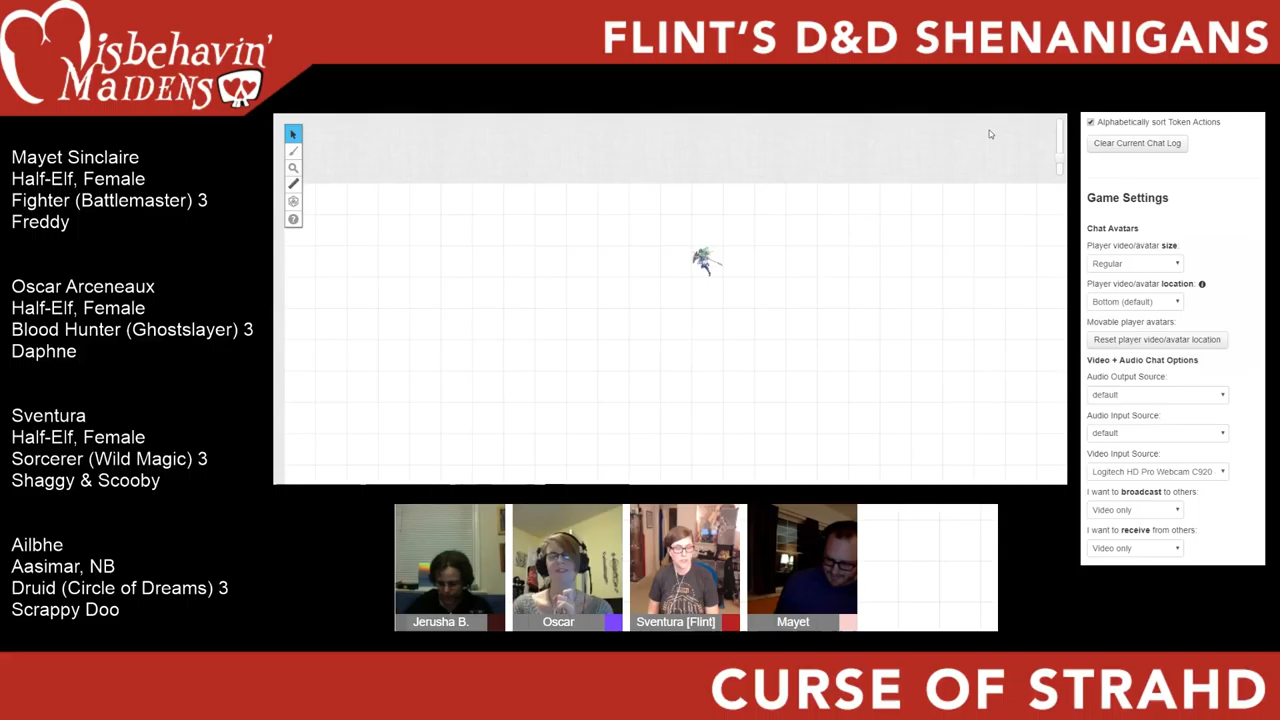 Misbehavin'
Maidens
FLINT'S D&D SHENANIGANS
Mayet Sinclaire
Half-Elf, Female
Fighter (Battlemaster) 3
Freddy
Oscar Arceneaux
Half-Elf, Female
Blood Hunter (Ghostslayer) 3
Daphne
Sventura
Half-Elf, Female
Sorcerer (Wild Magic) 3
Shaggy & Scooby
Ailbhe
Aasimar, NB
Druid (Circle of Dreams) 3
Scrappy Doo
Alphabetically sort Token Actions
Clear Current Chat Log
Game Settings
Chat Avatars
Player video/avatar size:
Regular
Player video/avatar location:
Bottom (default)
Movable player avatars:
Reset player video/avatar location
Video + Audio Chat Options
Audio Output Source:
default
Audio Input Source:
default
Video Input Source:
Logitech HD Pro Webcam C920
I want to broadcast to others:
Video only
I want to receive from others:
Video only
Jerusha B.
Oscar
Sventura [Flint]
Mayet
CURSE OF STRAHD